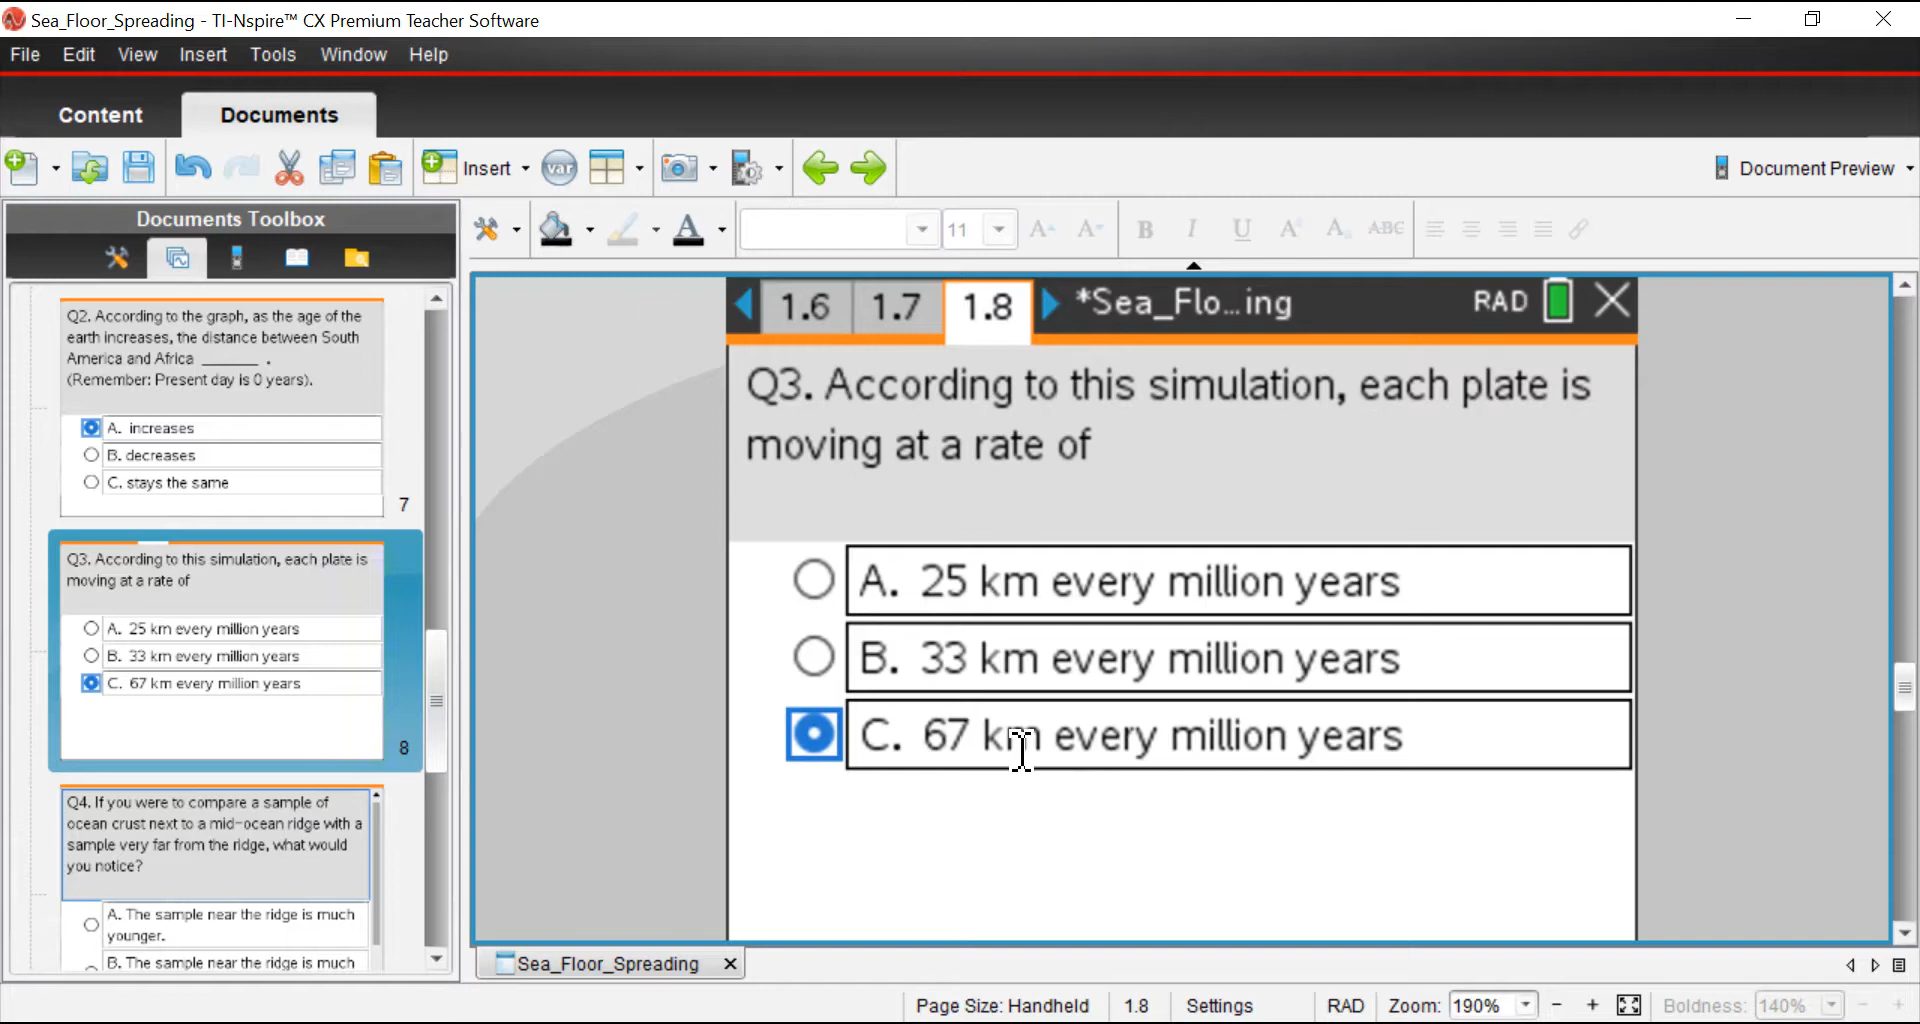 Sea_Floor_Spreading - TI-Nspire™ CX Premium Teacher Software
File Edit View Insert Tools Window Help
Content Documents
Insert var Document Preview
Documents Toolbox
11 A A B I U A A ABC
Q2. According to the graph, as the age of the
earth increases, the distance between South
America and Africa ______ .
(Remember: Present day is 0 years).
A. increases
B. decreases
C. stays the same
7
Q3. According to this simulation, each plate is
moving at a rate of
A. 25 km every million years
B. 33 km every million years
C. 67 km every million years
8
Q4. If you were to compare a sample of
ocean crust next to a mid-ocean ridge with a
sample very far from the ridge, what would
you notice?
A. The sample near the ridge is much
younger.
B. The sample near the ridge is much
1.6 1.7 1.8 *Sea_Flo...ing RAD
Q3. According to this simulation, each plate is
moving at a rate of
A. 25 km every million years
B. 33 km every million years
C. 67 km every million years
Sea_Floor_Spreading
Page Size: Handheld 1.8 Settings RAD Zoom: 190% - + Boldness: 140% - +